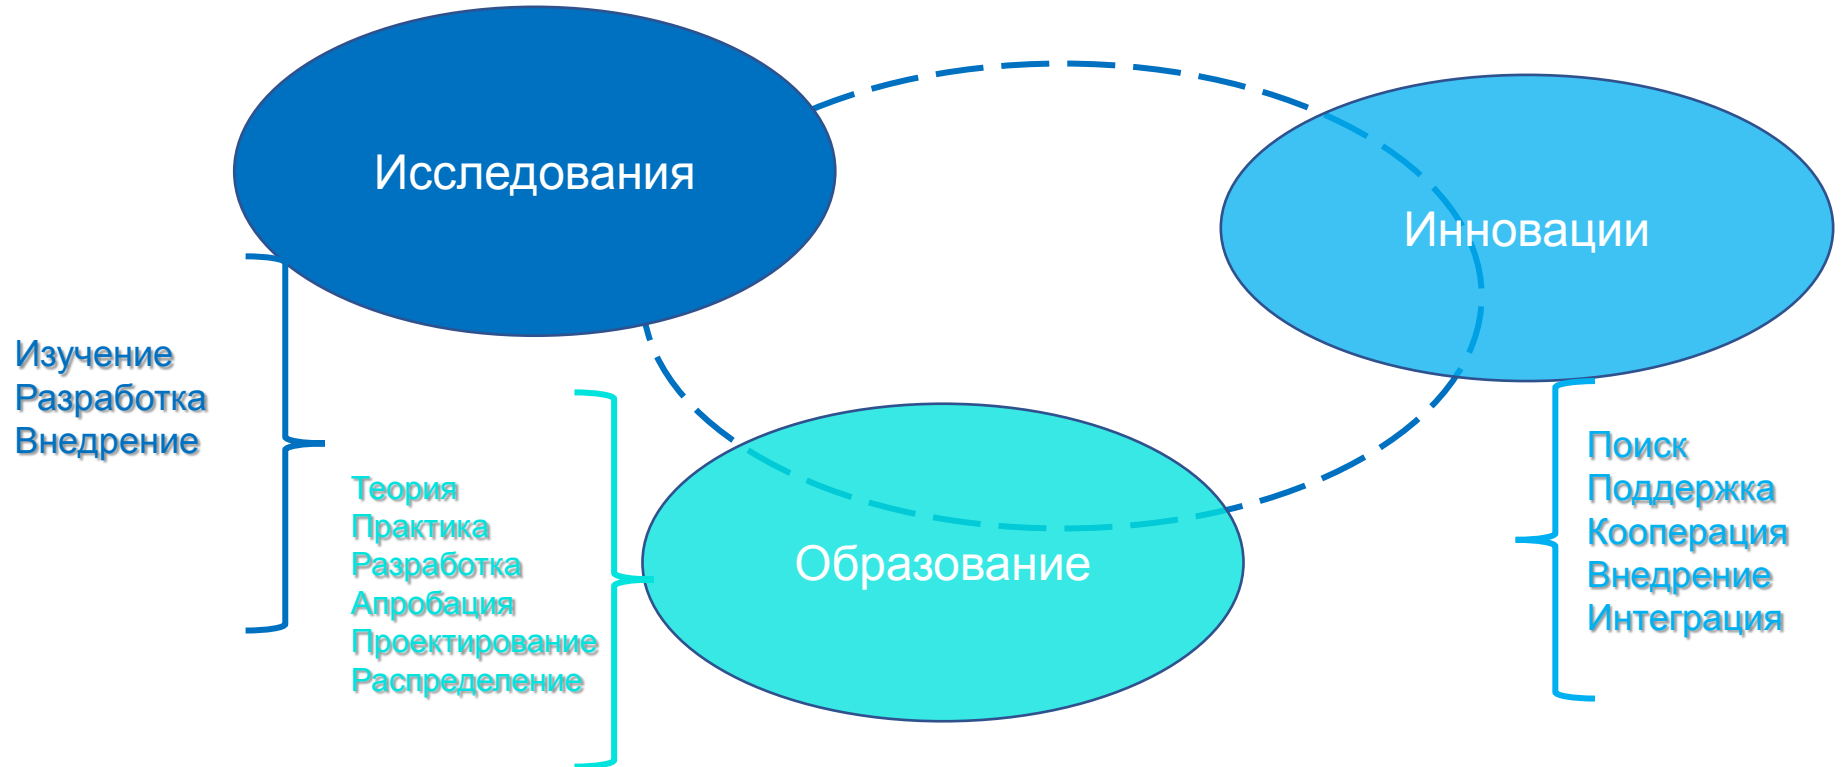 Исследования
Инновации
Изучение
Разработка
Внедрение
Теория
Практика
Разработка
Апробация
Проектирование
Распределение
Образование
Поиск
Поддержка
Кооперация
Внедрение
Интеграция